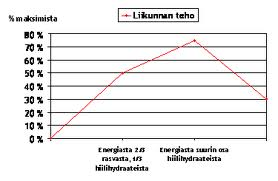 Liikunnan teho
% maksimista
80 %
70 %
60 %
50 %
40 %
30 %
20 %
10 %
0 %
Energiasta 2/3
rasvasta, 1/3
hiilihydraateista
Energiasta suurin osa
hiilihydraateista